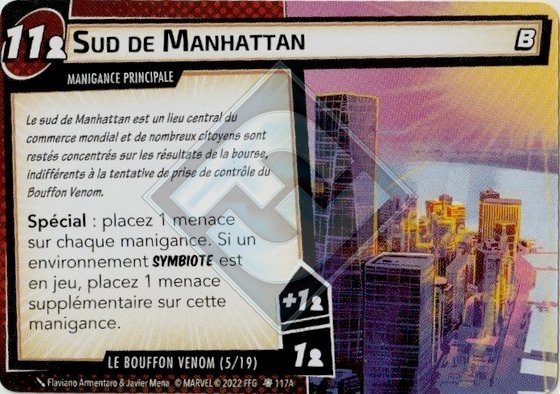 11 SUD DE MANHATTAN B
MANIGANCE PRINCIPALE
Le sud de Manhattan est un lieu central du
commerce mondial et de nombreux citoyens sont
restés concentrés sur les résultats de la bourse,
indifférents à la tentative de prise de contrôle du
Bouffon Venom.
Spécial : placez 1 menace
sur chaque manigance. Si un
environnement SYMBIOTE est
en jeu, placez 1 menace
supplémentaire sur cette
manigance.
+1
1
LE BOUFFON VENOM (5/19)
Flaviano Armentaro & Javier Mena © MARVEL © 2022 FFG 117A